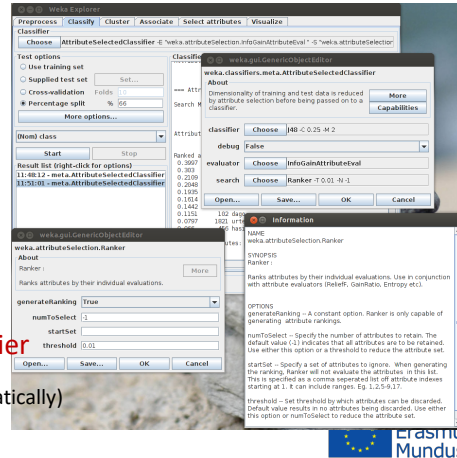 Weka Explorer
Preprocess Classify Cluster Associate Select attributes Visualize
Classifier
Choose AttributeSelectedClassifier -E "weka.attributeSelection.InfoGainAttributeEval " -S "weka.attributeSelection
Test options
Use training set
Supplied test set Set...
Cross-validation Folds 10
Percentage split % 66
More options...
(Nom) class
Start Stop
Result list (right-click for options)
11:48:12 - meta.AttributeSelectedClassifier
11:51:01 - meta.AttributeSelectedClassifier
=== Attr
Search M
Attribut
Ranked a
0.3997
0.303
0.2109
0.2048
0.1935
0.1614
0.1442
0.1151 102
0.0797 1821
weka.gui.GenericObjectEditor
weka.classifiers.meta.AttributeSelectedClassifier
About
Dimensionality of training and test data is reduced
by attribute selection before being passed on to a
classifier.
More
Capabilities
classifier Choose J48 -C 0.25 -M 2
debug False
evaluator Choose InfoGainAttributeEval
search Choose Ranker -T 0.01 -N -1
Open... Save... OK Cancel
weka.gui.GenericObjectEditor
weka.attributeSelection.Ranker
About
Ranker :
More
Ranks attributes by their individual evaluations.
generateRanking True
numToSelect -1
startSet
threshold 0.01
Open... Save... OK Cancel
Information
NAME
weka.attributeSelection.Ranker
SYNOPSIS
Ranker :
Ranks attributes by their individual evaluations. Use in conjunction
with attribute evaluators (ReliefF, GainRatio, Entropy etc).
OPTIONS
generateRanking -- A constant option. Ranker is only capable of
generating attribute rankings.
numToSelect -- Specify the number of attributes to retain. The
default value (-1) indicates that all attributes are to be retained.
Use either this option or a threshold to reduce the attribute set.
startSet -- Specify a set of attributes to ignore. When generating
the ranking, Ranker will not evaluate the attributes in this list.
This is specified as a comma seperated list off attribute indexes
starting at 1. It can include ranges. Eg. 1,2,5-9,17.
threshold -- Set threshold by which attributes can be discarded.
Default value results in no attributes being discarded. Use either
this option or numToSelect to reduce the attribute set.
ier
atically)
Erasmu
Mundus